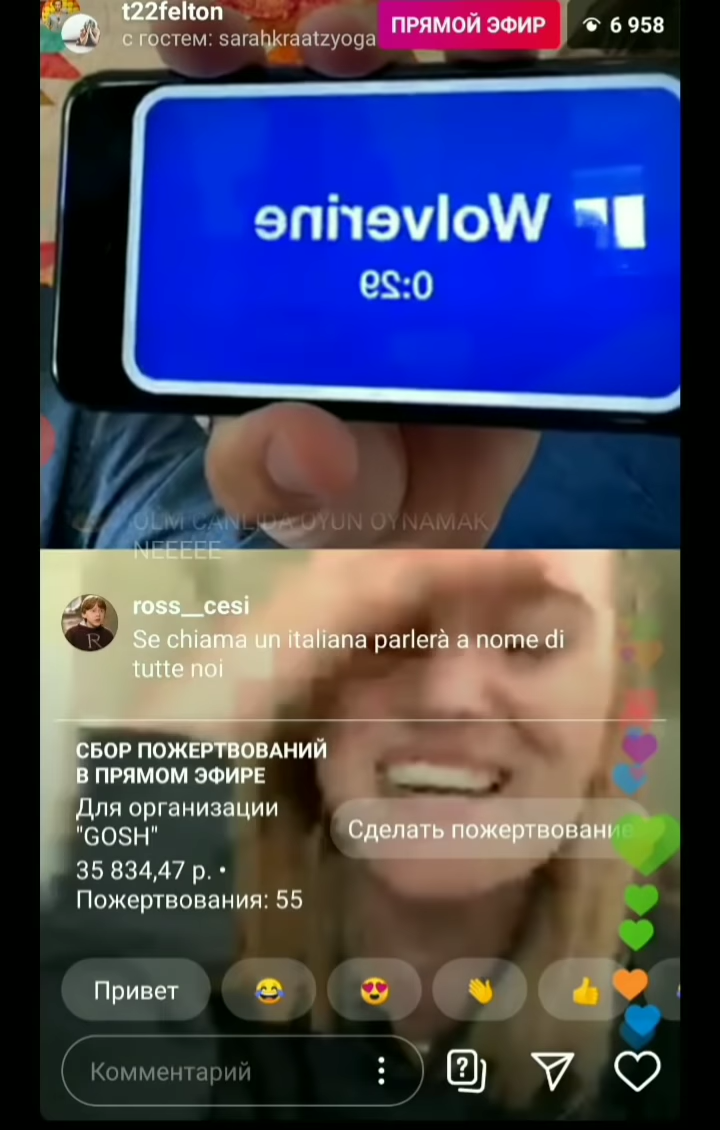 t22felton
с гостем: sarahkraatzyoga
ПРЯМОЙ ЭФИР
6 958
Wolverine
0:29
OLM CANLIDA OYUN OYNAMAK
NEEEEE
ross__cesi
Se chiama un italiana parlerà a nome di
tutte noi
СБОР ПОЖЕРТВОВАНИЙ
В ПРЯМОМ ЭФИРЕ
Для организации
"GOSH"
35 834,47 р. •
Пожертвования: 55
Сделать пожертвование
Привет
Комментарий